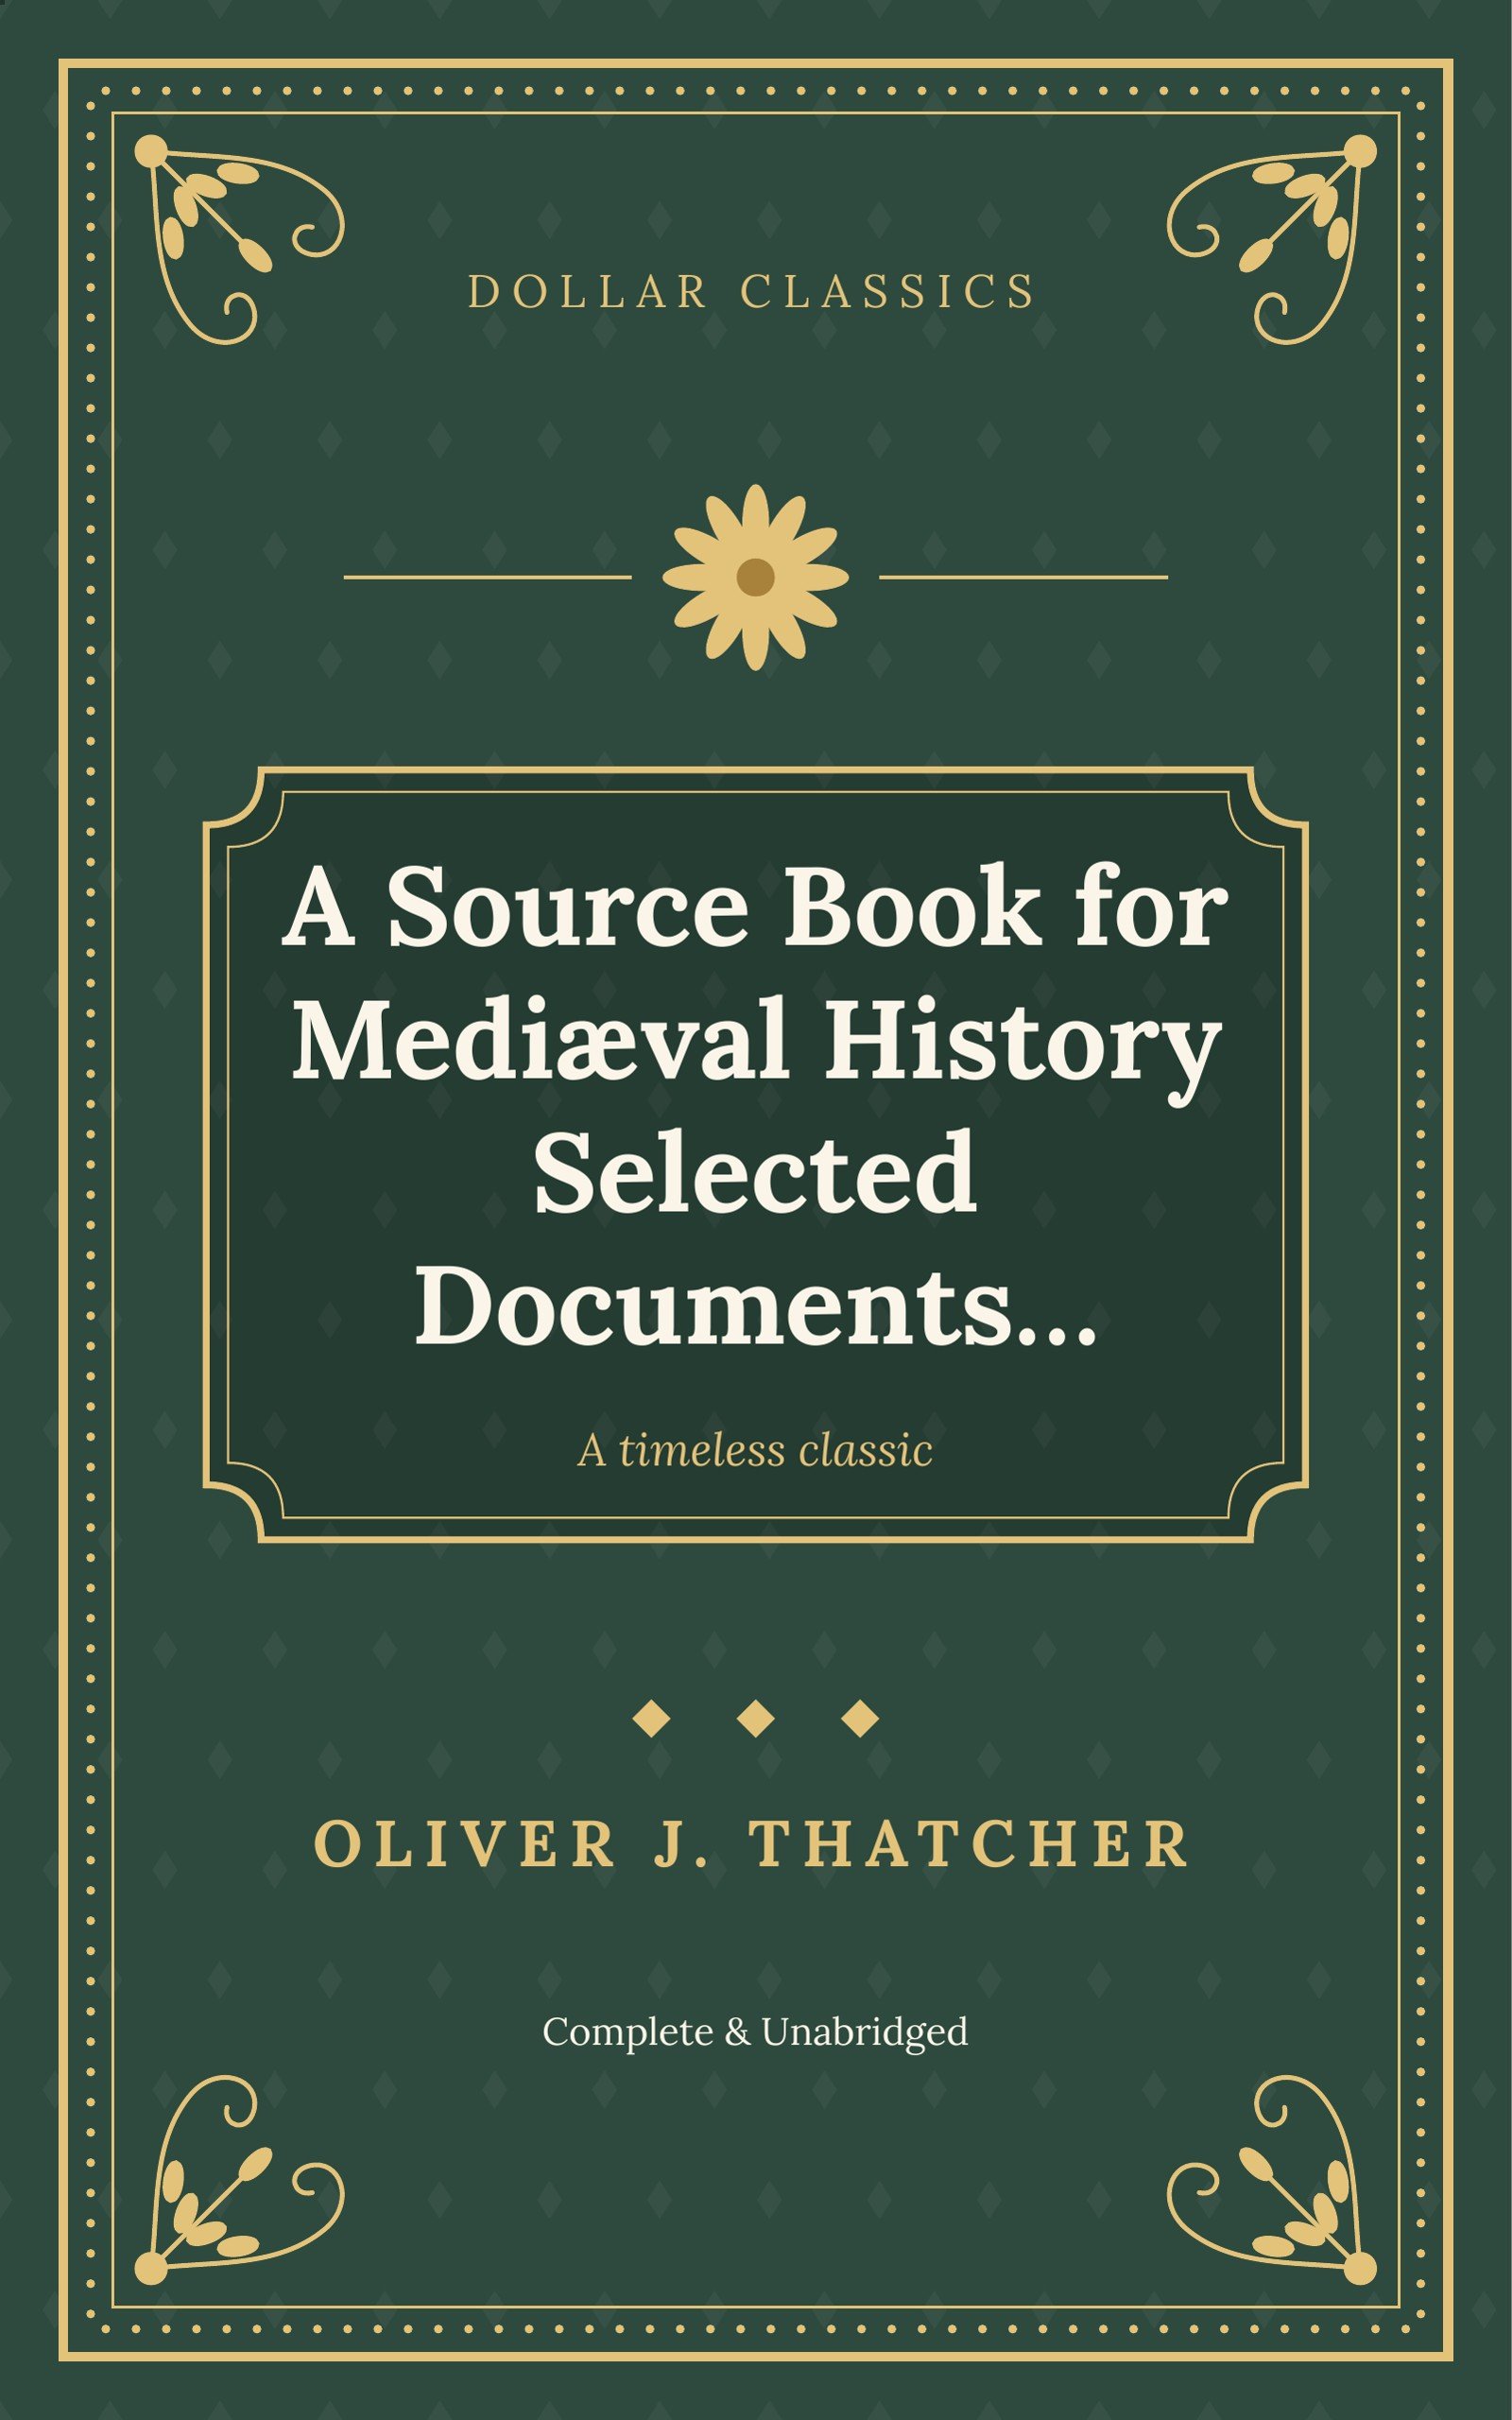 DOLLAR CLASSICS
A Source Book for
Mediæval History
Selected
Documents...
A timeless classic
OLIVER J. THATCHER
Complete & Unabridged